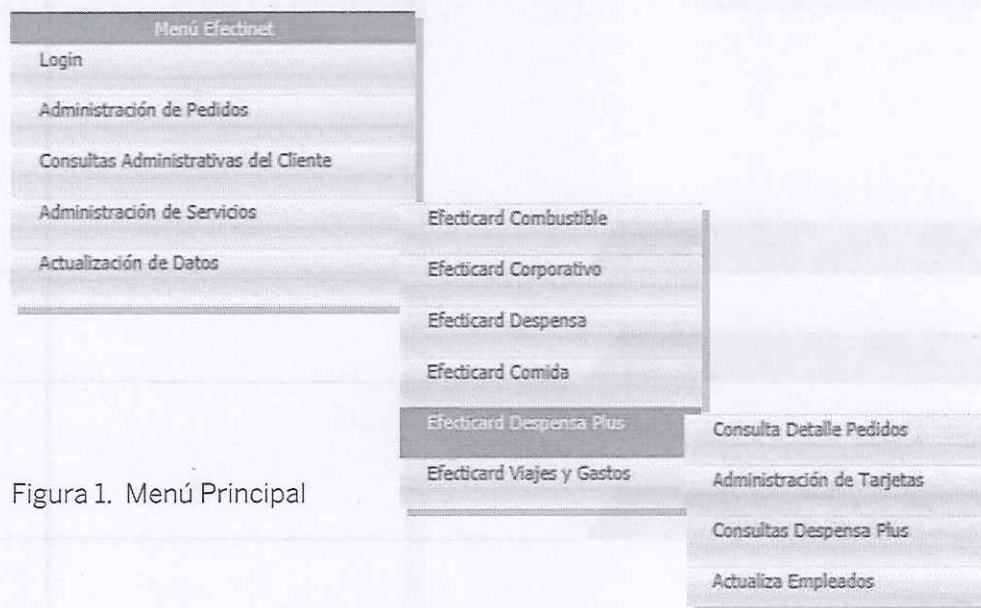 Menú Efectinet
Login
Administración de Pedidos
Consultas Administrativas del Cliente
Administración de Servicios
Actualización de Datos
Efecticard Combustible
Efecticard Corporativo
Efecticard Despensa
Efecticard Comida
Efecticard Despensa Plus
Efecticard Viajes y Gastos
Consulta Detalle Pedidos
Administración de Tarjetas
Consultas Despensa Plus
Actualiza Empleados
Figura 1. Menú Principal